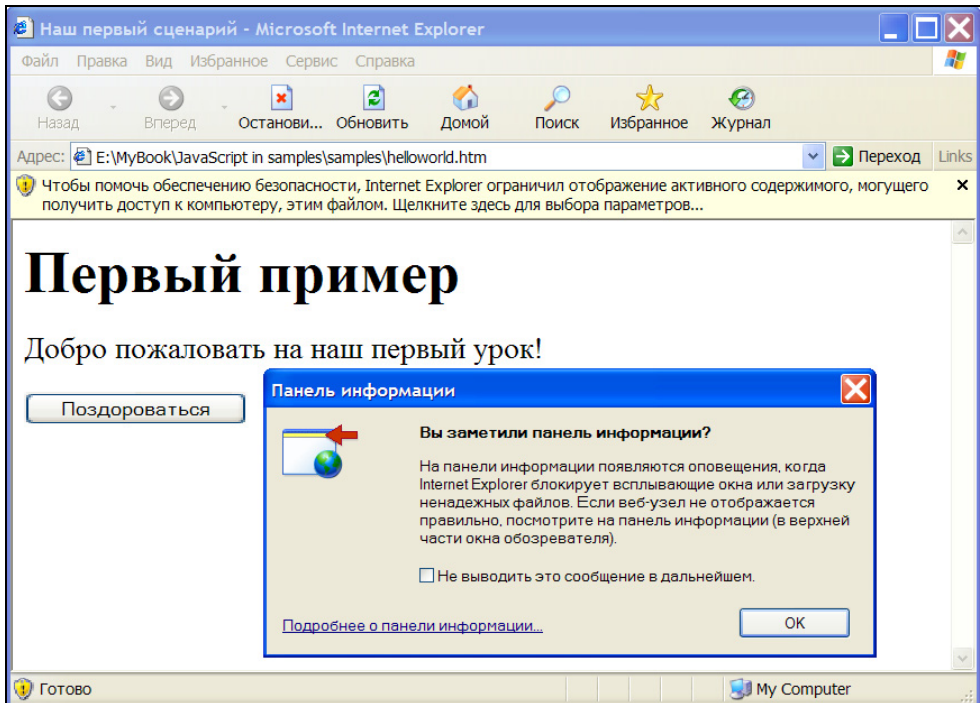 Наш первый сценарий - Microsoft Internet Explorer
Файл Правка Вид Избранное Сервис Справка
Назад Вперед Останови... Обновить Домой Поиск Избранное Журнал
Адрес: E:\MyBook\JavaScript in samples\samples\helloworld.htm Переход Links
Чтобы помочь обеспечению безопасности, Internet Explorer ограничил отображение активного содержимого, могущего
получить доступ к компьютеру, этим файлом. Щелкните здесь для выбора параметров...
Первый пример
Добро пожаловать на наш первый урок!
Поздороваться
Панель информации
Вы заметили панель информации?
На панели информации появляются оповещения, когда
Internet Explorer блокирует всплывающие окна или загрузку
ненадежных файлов. Если веб-узел не отображается
правильно, посмотрите на панель информации (в верхней
части окна обозревателя).
Не выводить это сообщение в дальнейшем.
Подробнее о панели информации...
OK
Готово
My Computer